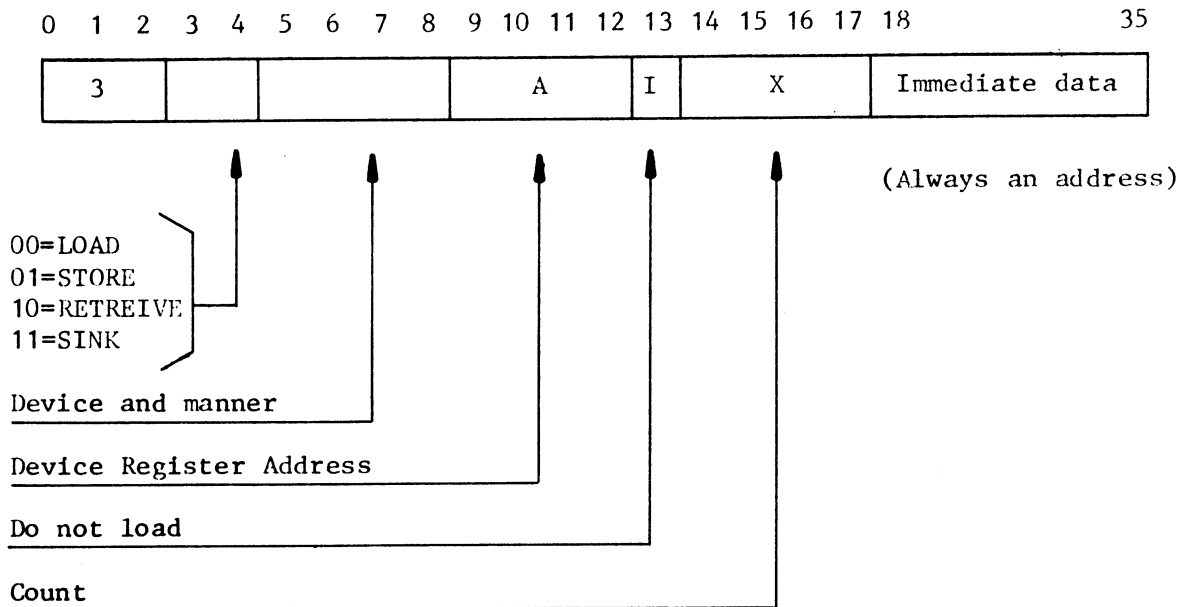 0 1 2 3 4 5 6 7 8 9 10 11 12 13 14 15 16 17 18 35
3 A I X Immediate data
(Always an address)
00=LOAD
01=STORE
10=RETREIVE
11=SINK
Device and manner
Device Register Address
Do not load
Count